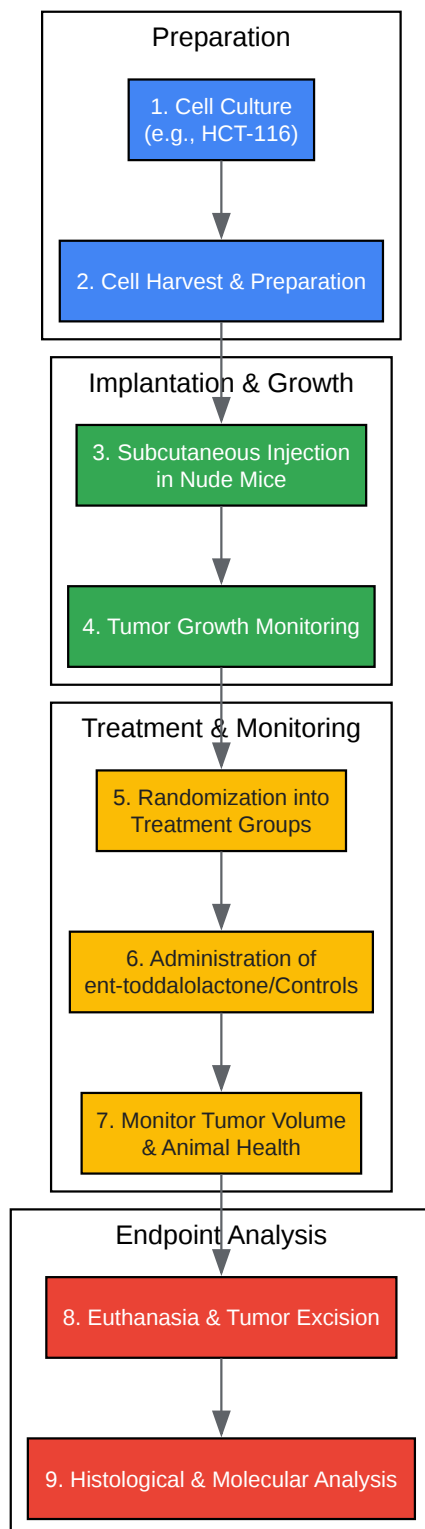 Preparation
1. Cell Culture
(e.g., HCT-116)
2. Cell Harvest & Preparation
Implantation & Growth
3. Subcutaneous Injection
in Nude Mice
4. Tumor Growth Monitoring
Treatment & Monitoring
5. Randomization into
Treatment Groups
6. Administration of
ent-toddalolactone/Controls
7. Monitor Tumor Volume
& Animal Health
Endpoint Analysis
8. Euthanasia & Tumor Excision
9. Histological & Molecular Analysis